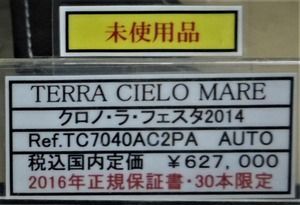 未使用品
TERRA CIELO MARE
クロノ・ラ・フェスタ2014
Ref.TC7040AC2PA AUTO
税込国内定価 ￥627,000
2016年正規保証書・30本限定